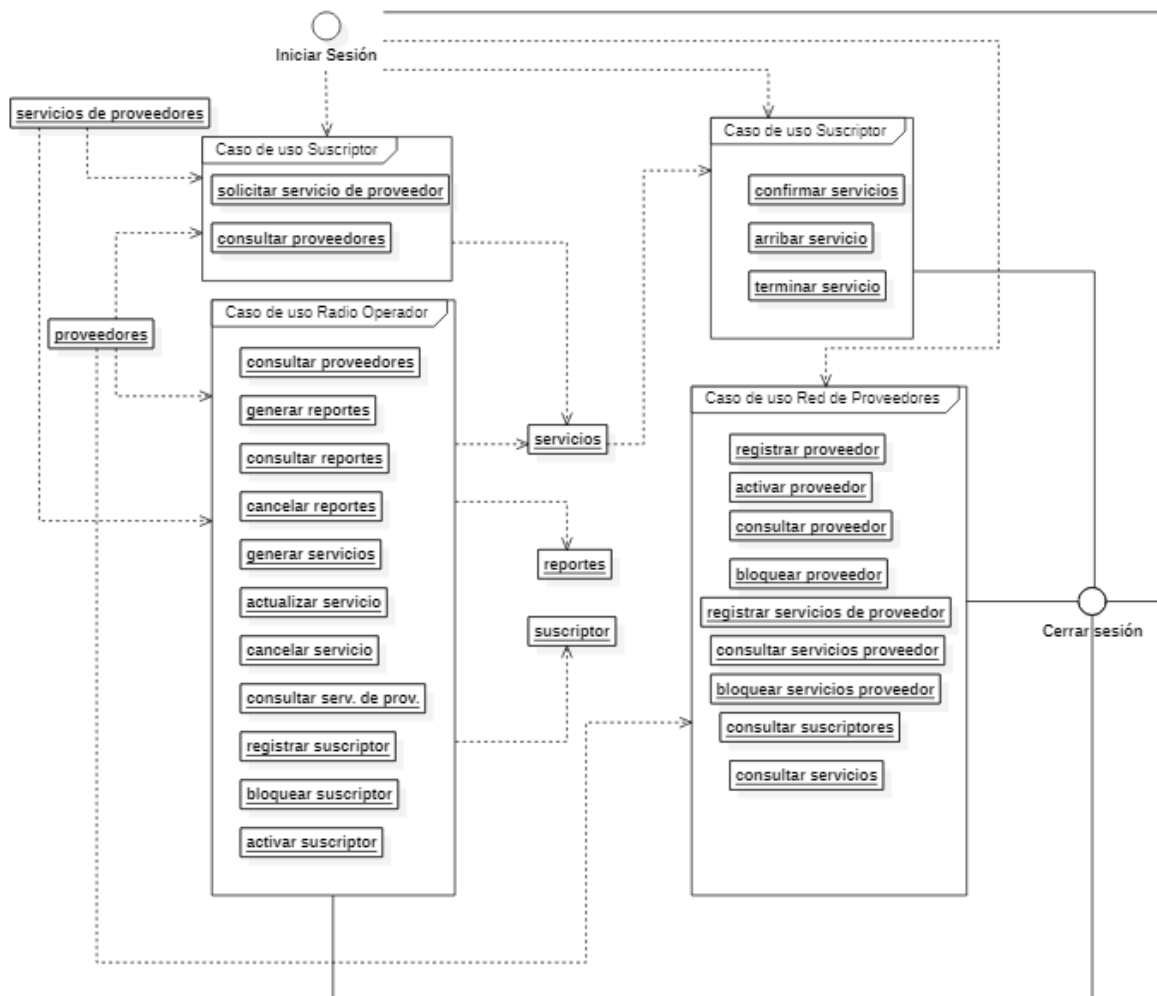 Iniciar Sesión
servicios de proveedores
Caso de uso Suscriptor
solicitar servicio de proveedor
consultar proveedores
proveedores
Caso de uso Radio Operador
consultar proveedores
generar reportes
consultar reportes
cancelar reportes
generar servicios
actualizar servicio
cancelar servicio
consultar serv. de prov.
registrar suscriptor
bloquear suscriptor
activar suscriptor
servicios
reportes
suscriptor
Caso de uso Suscriptor
confirmar servicios
arribar servicio
terminar servicio
Caso de uso Red de Proveedores
registrar proveedor
activar proveedor
consultar proveedor
bloquear proveedor
registrar servicios de proveedor
consultar servicios proveedor
bloquear servicios proveedor
consultar suscriptores
consultar servicios
Cerrar sesión